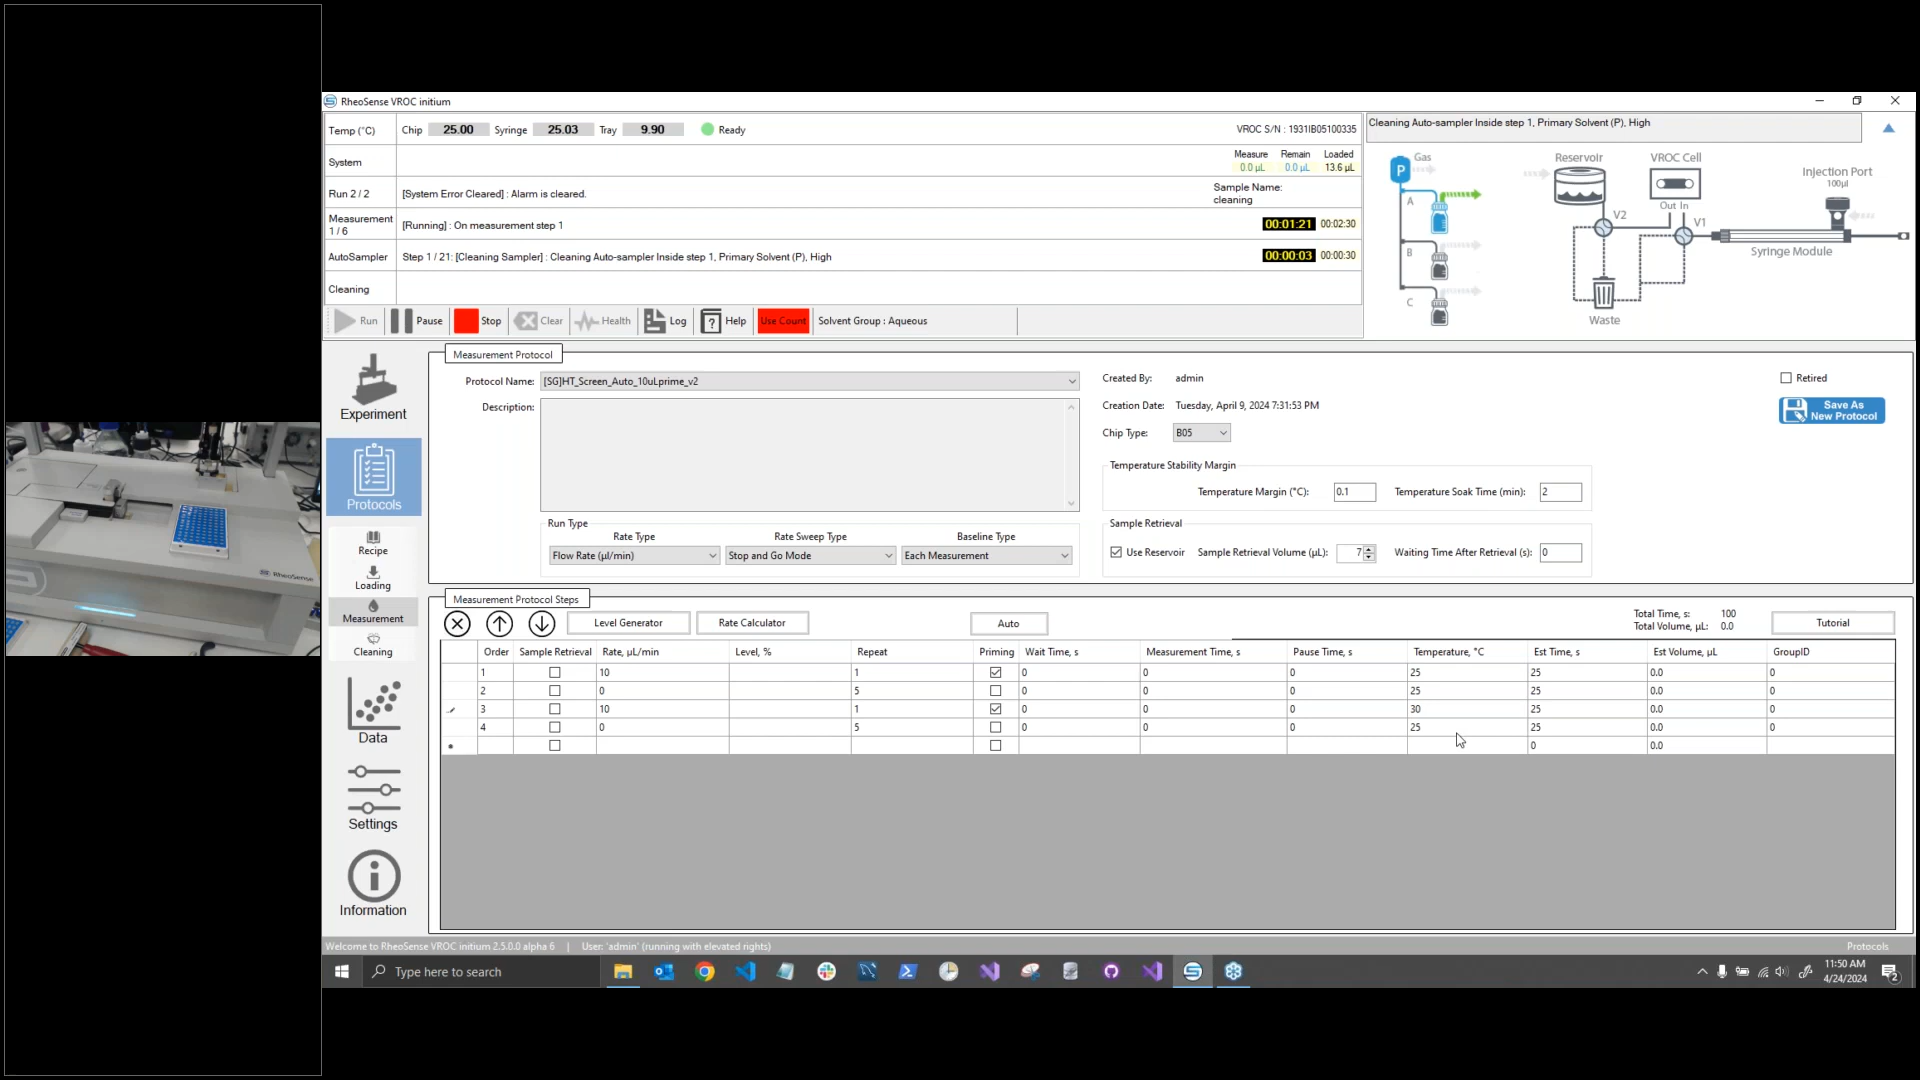 RheoSense VROC initium
Temp (°C) Chip 25.00 Syringe 25.03 Tray 9.90 Ready VROC S/N : 1931IB05100335
System Measure Remain Loaded
0.0 µL 0.0 µL 13.6 µL
Run 2 / 2 [System Error Cleared] : Alarm is cleared. Sample Name:
cleaning
Measurement
1 / 6 [Running] : On measurement step 1 00:01:21 00:02:30
AutoSampler Step 1 / 21: [Cleaning Sampler] : Cleaning Auto-sampler Inside step 1, Primary Solvent (P), High 00:00:03 00:00:30
Cleaning
Run Pause Stop Clear Health Log ? Help Use Count Solvent Group : Aqueous
Cleaning Auto-sampler Inside step 1, Primary Solvent (P), High
P Gas
A
B
C
Reservoir VROC Cell
Out In
Injection Port
100µl
V2
V1
Syringe Module
Waste
Experiment
Protocols
Recipe
Loading
Measurement
Cleaning
Data
Settings
Information
Measurement Protocol
Protocol Name: [SG]HT_Screen_Auto_10uLprime_v2
Description:
Created By: admin
Creation Date: Tuesday, April 9, 2024 7:31:53 PM
Chip Type: B05
Retired
Save As
New Protocol
Temperature Stability Margin
Temperature Margin (°C): 0.1 Temperature Soak Time (min): 2
Run Type
Rate Type Rate Sweep Type Baseline Type
Flow Rate (µl/min) Stop and Go Mode Each Measurement
Sample Retrieval
Use Reservoir Sample Retrieval Volume (µL): 7 Waiting Time After Retrieval (s): 0
Measurement Protocol Steps
Level Generator Rate Calculator Auto
Total Time, s: 100
Total Volume, µL: 0.0
Tutorial
Order Sample Retrieval Rate, µL/min Level, % Repeat Priming Wait Time, s Measurement Time, s Pause Time, s Temperature, °C Est Time, s Est Volume, µL GroupID
1 10 1 0 0 0 25 25 0.0 0
2 0 5 0 0 0 25 25 0.0 0
3 10 1 0 0 0 30 25 0.0 0
4 0 5 0 0 0 25 25 0.0 0
0 0.0
Welcome to RheoSense VROC initium 2.5.0.0 alpha 6 | User: 'admin' (running with elevated rights) Protocols
Type here to search
11:50 AM
4/24/2024
2
RheoSense